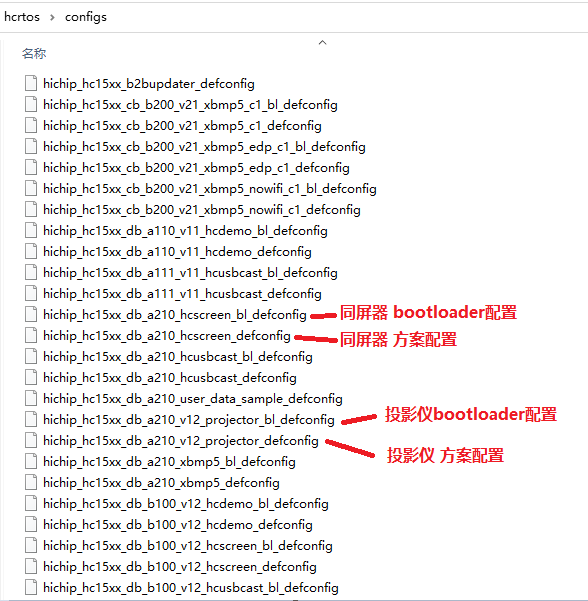 hcrtos > configs
名称
hichip_hc15xx_b2bupdater_defconfig
hichip_hc15xx_cb_b200_v21_xbmp5_c1_bl_defconfig
hichip_hc15xx_cb_b200_v21_xbmp5_c1_defconfig
hichip_hc15xx_cb_b200_v21_xbmp5_edp_c1_bl_defconfig
hichip_hc15xx_cb_b200_v21_xbmp5_edp_c1_defconfig
hichip_hc15xx_cb_b200_v21_xbmp5_nowifi_c1_bl_defconfig
hichip_hc15xx_cb_b200_v21_xbmp5_nowifi_c1_defconfig
hichip_hc15xx_db_a110_v11_hcdemo_bl_defconfig
hichip_hc15xx_db_a110_v11_hcdemo_defconfig
hichip_hc15xx_db_a111_v11_hcusbcast_bl_defconfig
hichip_hc15xx_db_a111_v11_hcusbcast_defconfig
hichip_hc15xx_db_a210_hcscreen_bl_defconfig 同屏器 bootloader配置
hichip_hc15xx_db_a210_hcscreen_defconfig 同屏器 方案配置
hichip_hc15xx_db_a210_hcusbcast_bl_defconfig
hichip_hc15xx_db_a210_hcusbcast_defconfig
hichip_hc15xx_db_a210_user_data_sample_defconfig
hichip_hc15xx_db_a210_v12_projector_bl_defconfig 投影仪bootloader配置
hichip_hc15xx_db_a210_v12_projector_defconfig 投影仪 方案配置
hichip_hc15xx_db_a210_xbmp5_bl_defconfig
hichip_hc15xx_db_a210_xbmp5_defconfig
hichip_hc15xx_db_b100_v12_hcdemo_bl_defconfig
hichip_hc15xx_db_b100_v12_hcdemo_defconfig
hichip_hc15xx_db_b100_v12_hcscreen_bl_defconfig
hichip_hc15xx_db_b100_v12_hcscreen_defconfig
hichip_hc15xx_db_b100_v12_hcusbcast_bl_defconfig